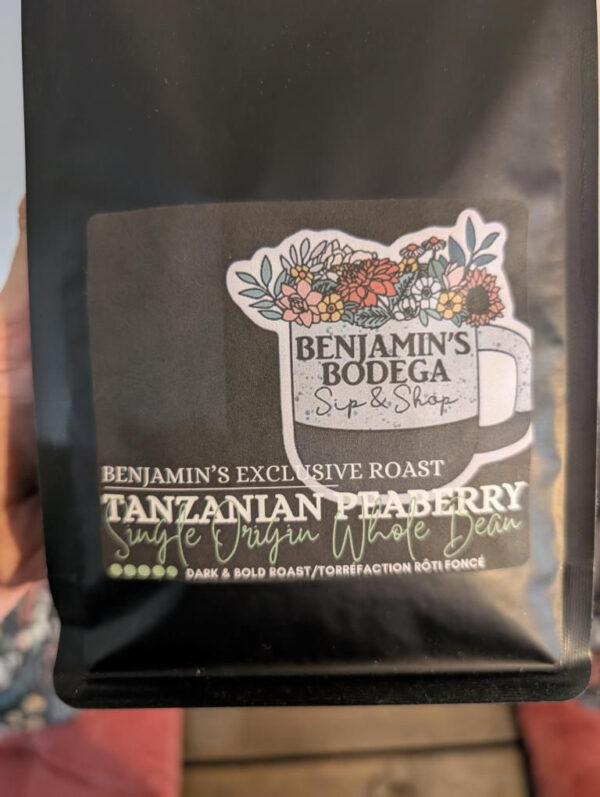 BENJAMIN'S
BODEGA
Sip & Shop
BENJAMIN'S EXCLUSIVE ROAST
TANZANIAN PEABERRY
Single Origin Whole Bean
DARK & BOLD ROAST/TORRÉFACTION RÔTI FONCÉ